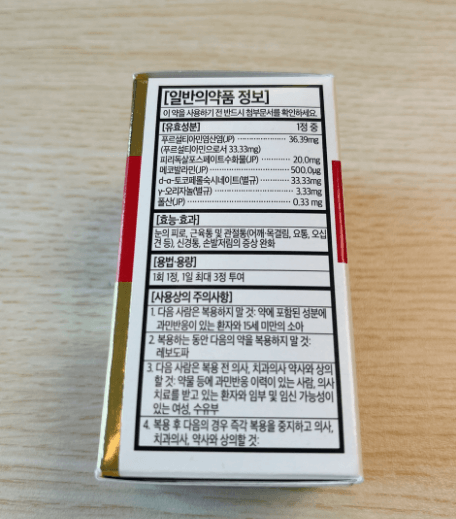 [일반의약품 정보]
이 약을 사용하기 전 반드시 첨부문서를 확인하세요.
[유효성분] 1정 중
푸르설티아민염산염(JP) 36.39mg
(푸르설티아민으로서 33.33mg)
피리독살포스페이트수화물(JP) 20.0mg
메코발라민(JP) 500.0μg
d-α-토코페롤숙시네이트(별규) 33.33mg
γ-오리자놀(별규) 3.33mg
폴산(JP) 0.33 mg
[효능·효과]
눈의 피로, 근육통 및 관절통(어깨·목결림, 요통, 오십
견 등), 신경통, 손발저림의 증상 완화
[용법·용량]
1회 1정, 1일 최대 3정 투여
[사용상의 주의사항]
1. 다음 사람은 복용하지 말 것: 약에 포함된 성분에
과민반응이 있는 환자와 15세 미만의 소아
2. 복용하는 동안 다음의 약을 복용하지 말 것:
레보도파
3. 다음 사람은 복용 전 의사, 치과의사 약사와 상의
할 것: 약물 등에 과민반응 이력이 있는 사람, 의사
치료를 받고 있는 환자와 임부 및 임신 가능성이
있는 여성, 수유부
4. 복용 후 다음의 경우 즉각 복용을 중지하고 의사,
치과의사, 약사와 상의할 것: